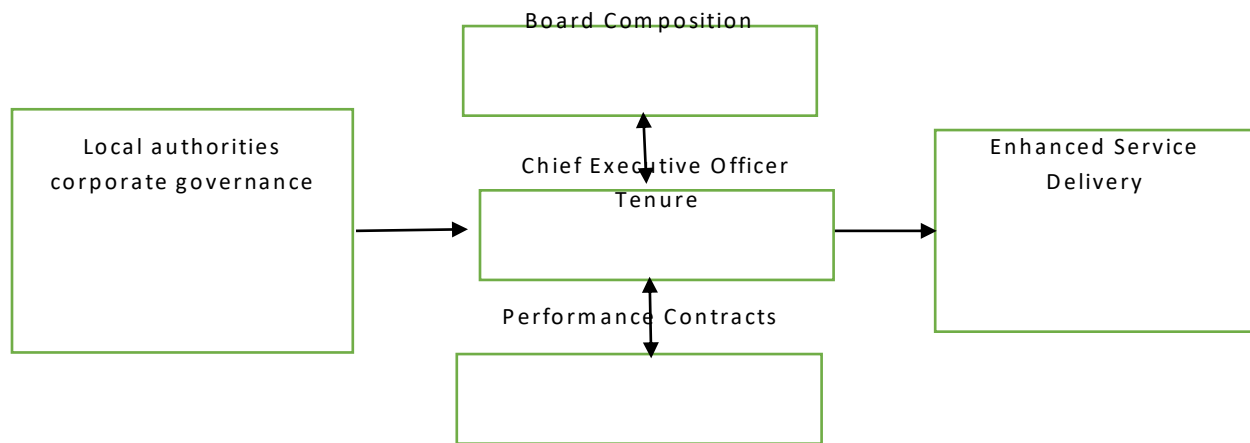 Board Composition
Local authorities
corporate governance
Chief Executive Officer
Tenure
Enhanced Service
Delivery
Performance Contracts